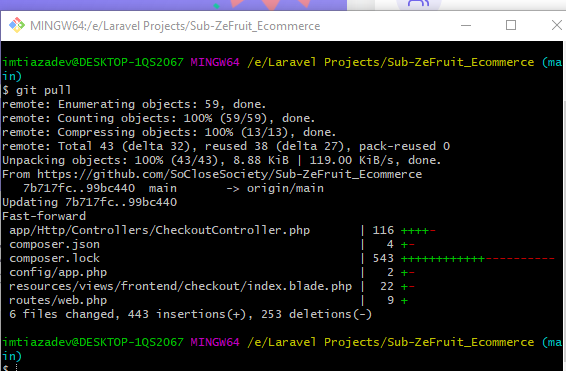 MINGW64:/e/Laravel Projects/Sub-ZeFruit_Ecommerce
imtiazadev@DESKTOP-1QS2O67 MINGW64 /e/Laravel Projects/Sub-ZeFruit_Ecommerce (ma
in)
$ git pull
remote: Enumerating objects: 59, done.
remote: Counting objects: 100% (59/59), done.
remote: Compressing objects: 100% (13/13), done.
remote: Total 43 (delta 32), reused 38 (delta 27), pack-reused 0
Unpacking objects: 100% (43/43), 8.88 KiB | 119.00 KiB/s, done.
From https://github.com/SoCloseSociety/Sub-ZeFruit_Ecommerce
   7b717fc..99bc440  main       -> origin/main
Updating 7b717fc..99bc440
Fast-forward
 app/Http/Controllers/CheckoutController.php        | 116 ++++-
 composer.json                                      |   4 +-
 composer.lock                                      | 543 ++++++++++++----------
 config/app.php                                     |   2 +-
 resources/views/frontend/checkout/index.blade.php |  22 +-
 routes/web.php                                     |   9 +
 6 files changed, 443 insertions(+), 253 deletions(-)
imtiazadev@DESKTOP-1QS2O67 MINGW64 /e/Laravel Projects/Sub-ZeFruit_Ecommerce (ma
in)
$